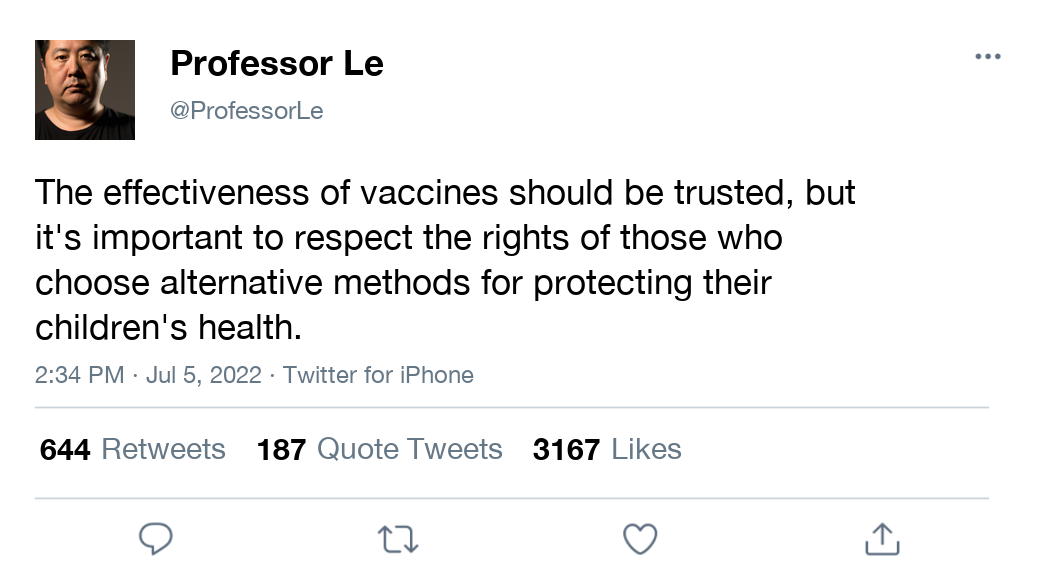 Professor Le
@ProfessorLe
The effectiveness of vaccines should be trusted, but
it's important to respect the rights of those who
choose alternative methods for protecting their
children's health.
2:34 PM · Jul 5, 2022 · Twitter for iPhone
644 Retweets 187 Quote Tweets 3167 Likes